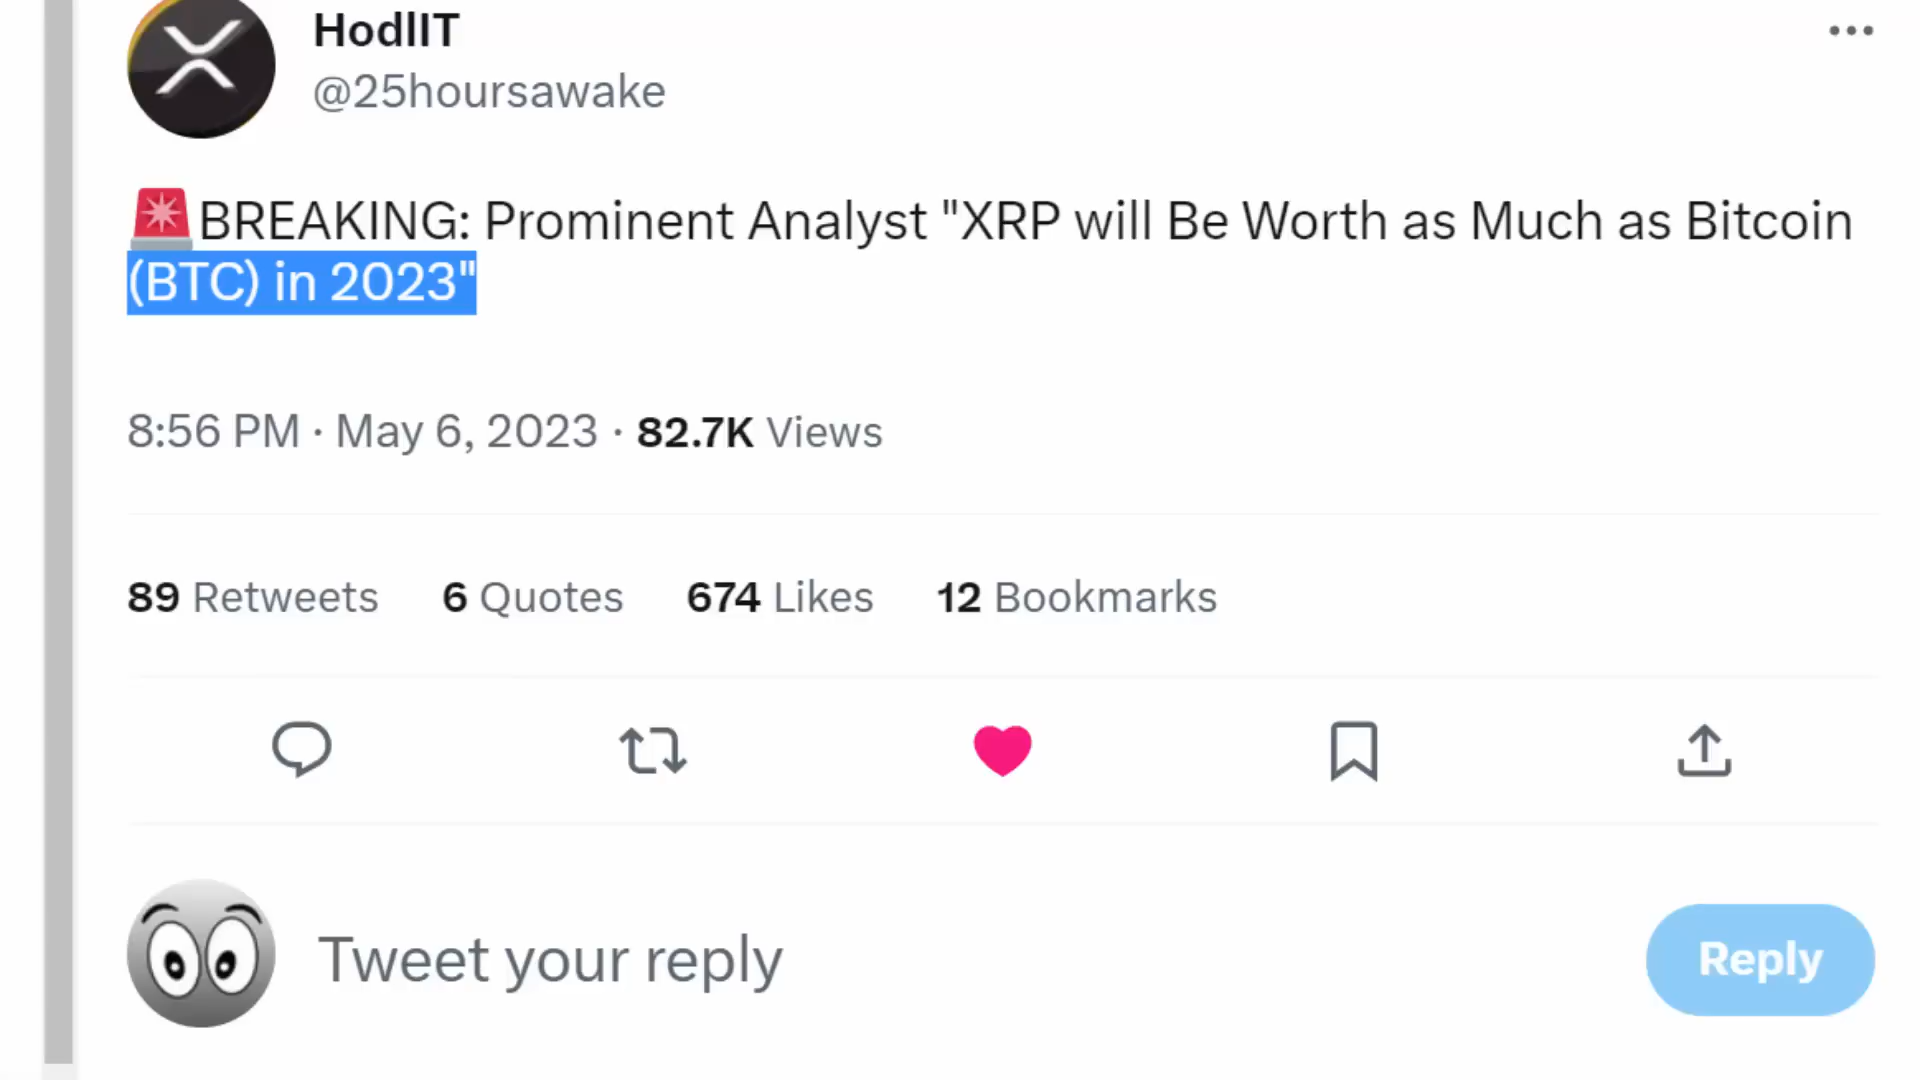 HodlIT
@25hoursawake
🚨BREAKING: Prominent Analyst "XRP will Be Worth as Much as Bitcoin
(BTC) in 2023"
8:56 PM · May 6, 2023 · 82.7K Views
89 Retweets 6 Quotes 674 Likes 12 Bookmarks
Tweet your reply
Reply